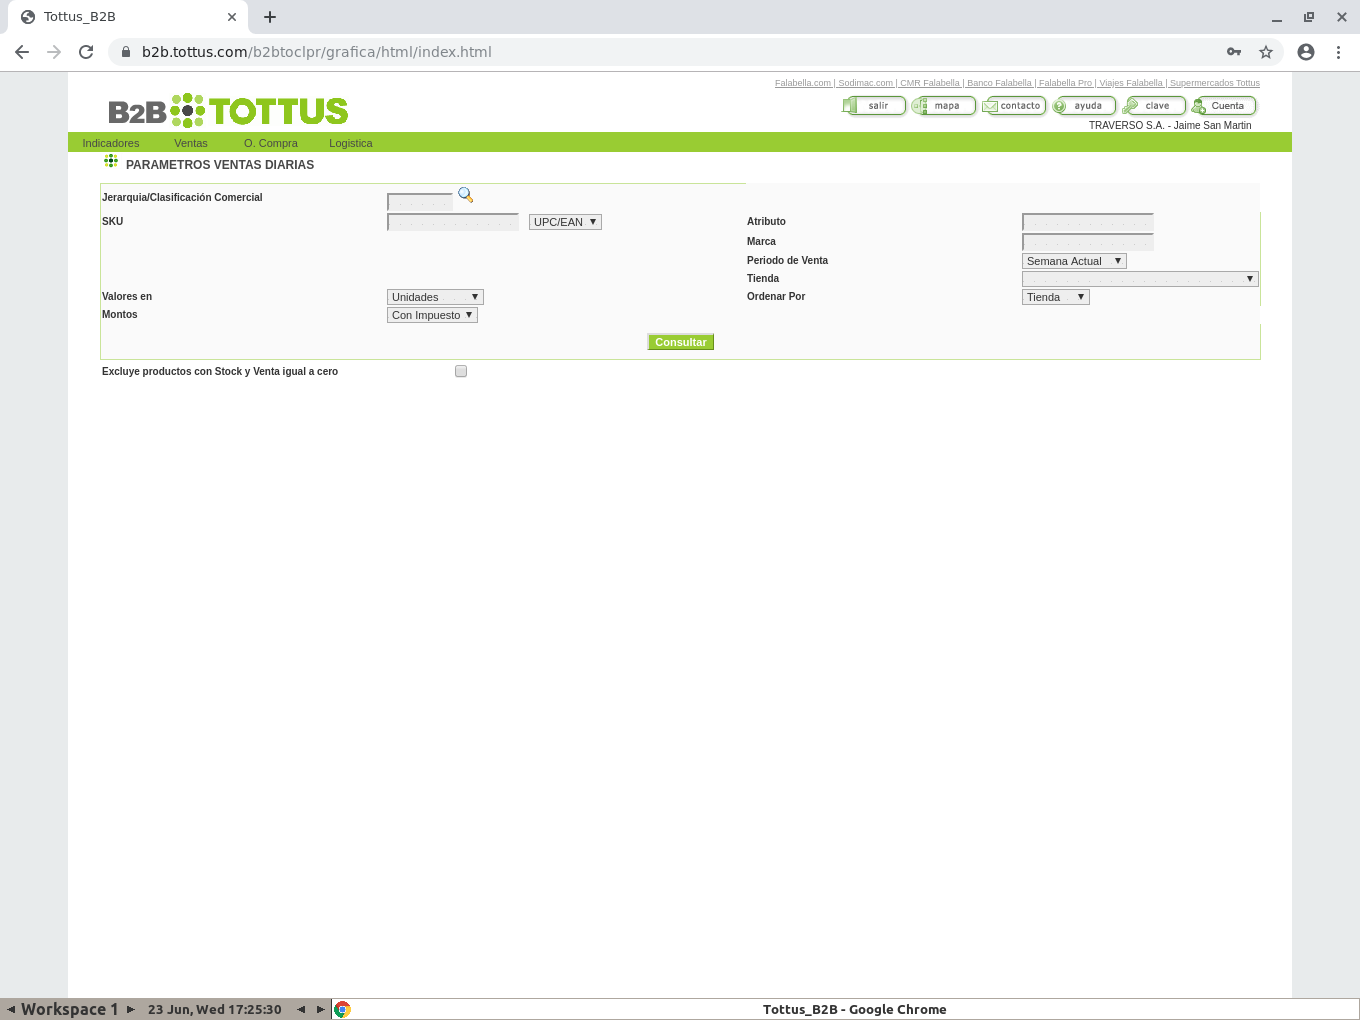 Tottus_B2B
b2b.tottus.com/b2btoclpr/grafica/html/index.html
Falabella.com | Sodimac.com | CMR Falabella | Banco Falabella | Falabella Pro | Viajes Falabella | Supermercados Tottus
B2B TOTTUS
salir mapa contacto ayuda clave Cuenta
TRAVERSO S.A. - Jaime San Martin
Indicadores Ventas O. Compra Logistica
PARAMETROS VENTAS DIARIAS
Jerarquia/Clasificación Comercial
SKU UPC/EAN Atributo
Marca
Periodo de Venta Semana Actual
Tienda
Valores en Unidades Ordenar Por Tienda
Montos Con Impuesto
Consultar
Excluye productos con Stock y Venta igual a cero
Workspace 1 23 Jun, Wed 17:25:30 Tottus_B2B - Google Chrome